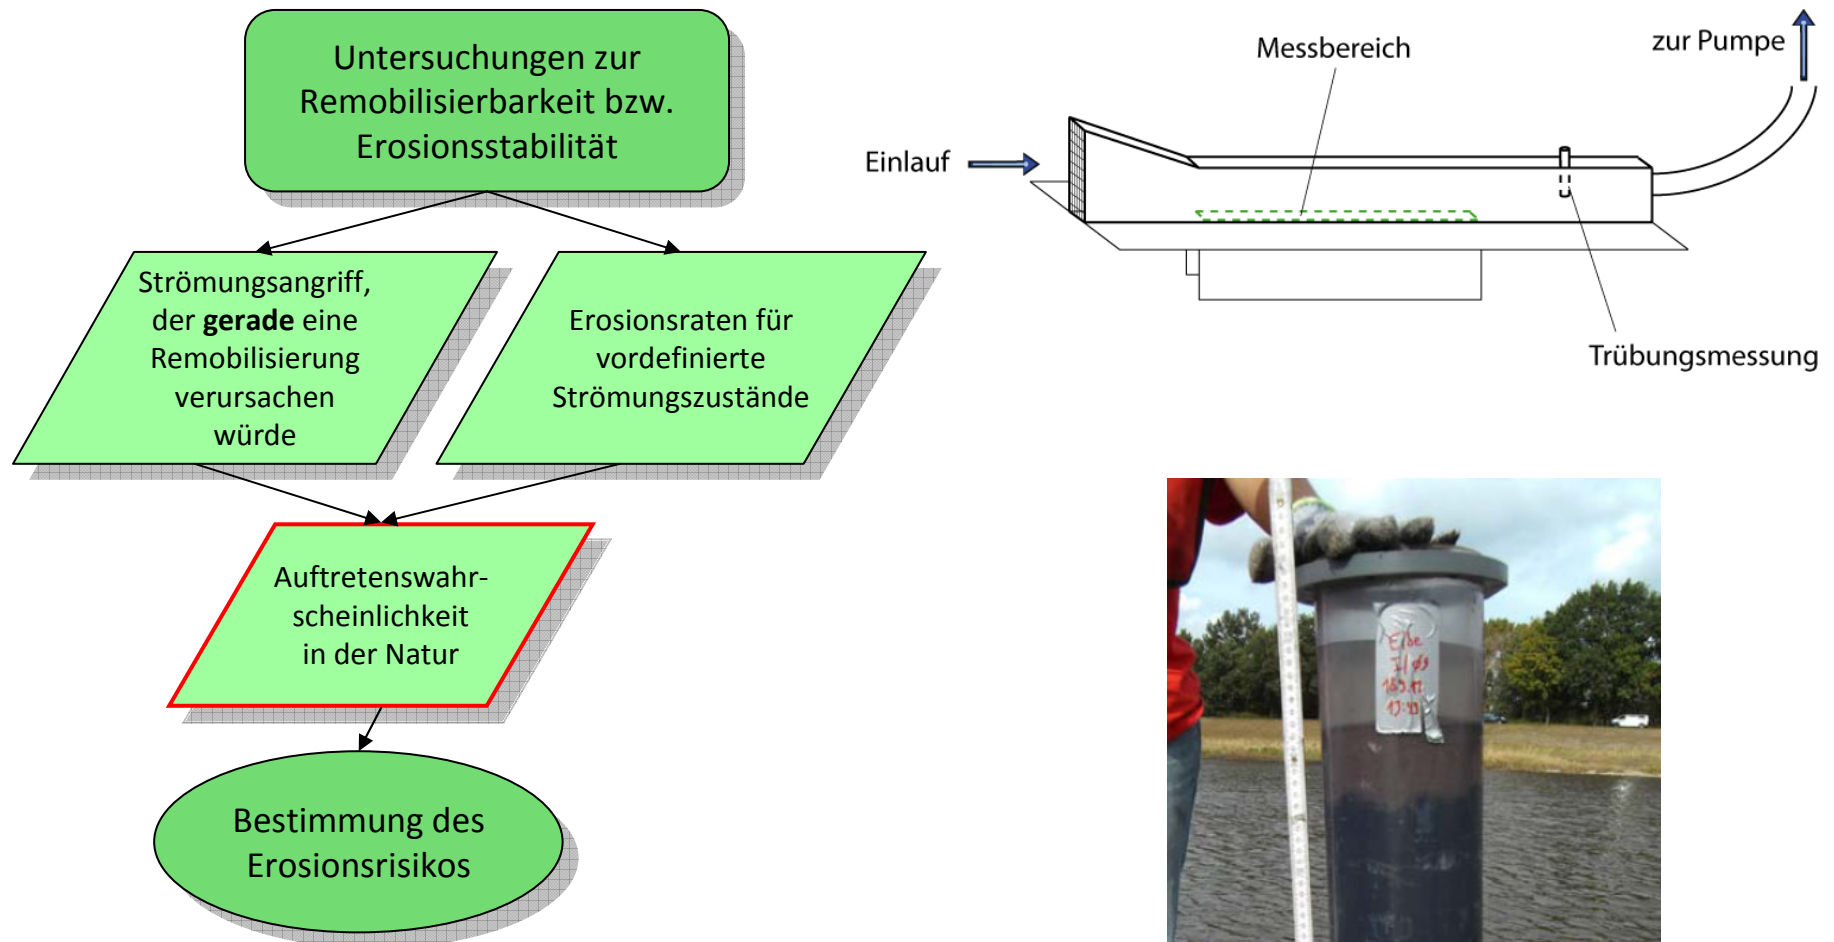 Untersuchungen zur
Remobilisierbarkeit bzw.
Erosionsstabilität
Strömungsangriff,
der gerade eine
Remobilisierung
verursachen
würde
Erosionsraten für
vordefinierte
Strömungszustände
Auftretenswahr-
scheinlichkeit
in der Natur
Bestimmung des
Erosionsrisikos
Messbereich
zur Pumpe
Einlauf
Trübungsmessung
Elbe